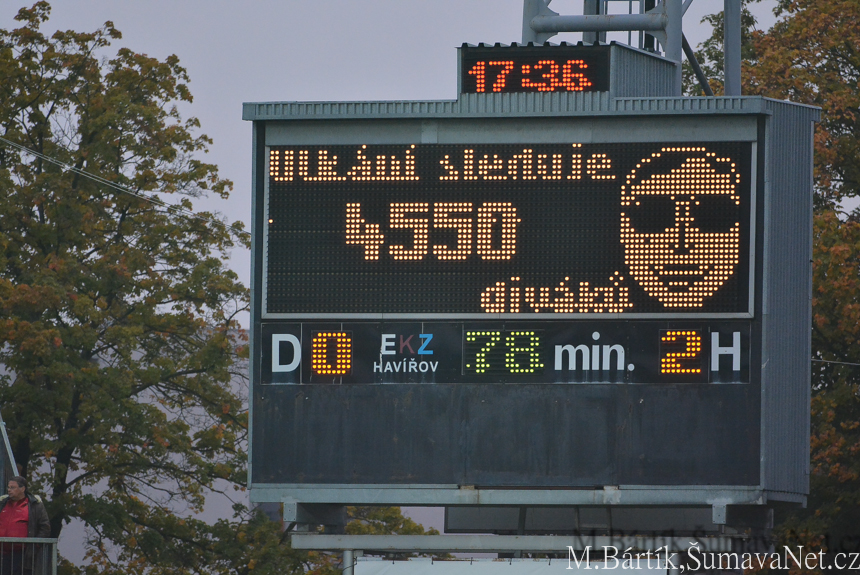 17:36
Utkání sleduje
4550
diváků
D 0 EKZ HAVÍŘOV 78 min. 2 H
M.Bártík,ŠumavaNet.cz